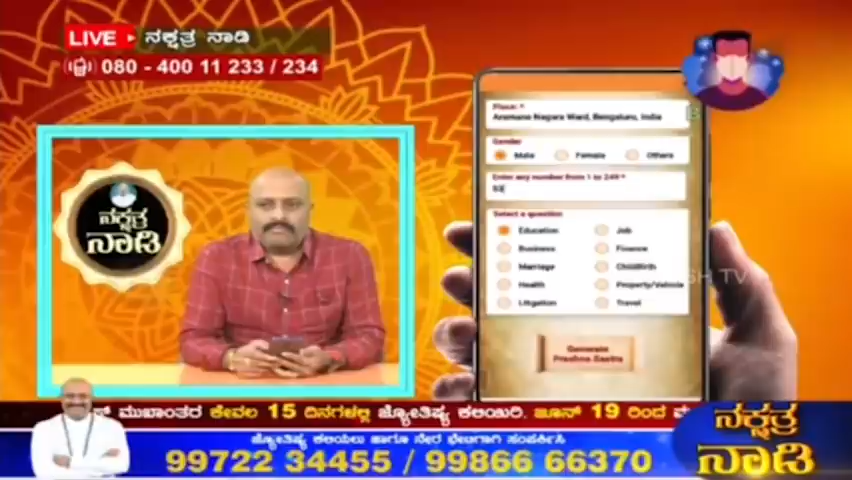 LIVE ನಕ್ಷತ್ರ ನಾಡಿ
080 - 400 11 233 / 234
ನಕ್ಷತ್ರ
ನಾಡಿ
Place: *
Aramane Nagara Ward, Bengaluru, India
Gender
Male Female Others
Enter any number from 1 to 249 *
53
Select a question
Education Job
Business Finance
Marriage ChildBirth
Health Property/Vehicle
Litigation Travel
Generate
Prashna Sastra
SH TV
ಮುಖಾಂತರ ಕೇವಲ 15 ದಿನಗಳಲ್ಲಿ ಜ್ಯೋತಿಷ್ಯ ಕಲಿಯಿರಿ. ಜೂನ್ 19 ರಿಂದ
ಜ್ಯೋತಿಷ್ಯ ಕಲಿಯಲು ಹಾಗೂ ನೇರ ಭೇಟಿಗಾಗಿ ಸಂಪರ್ಕಿಸಿ
99722 34455 / 99866 66370
ನಕ್ಷತ್ರ
ನಾಡಿ